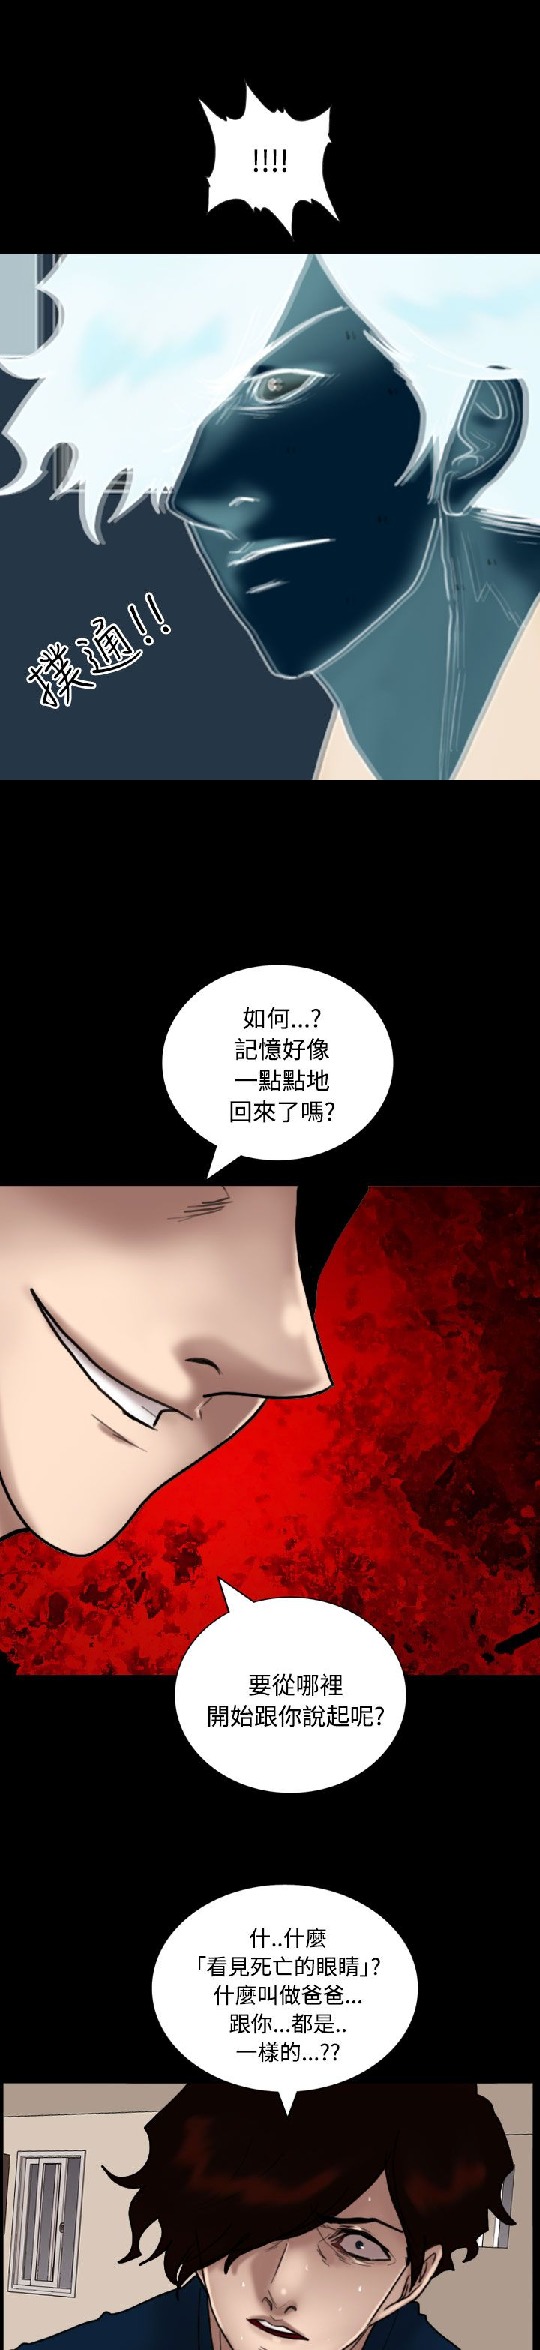 !!!!
撲通!!
如何...?
記憶好像
一點點地
回來了嗎?
要從哪裡
開始跟你說起呢?
什..什麼
「看見死亡的眼睛」?
什麼叫做爸爸...
跟你...都是..
一樣的...??